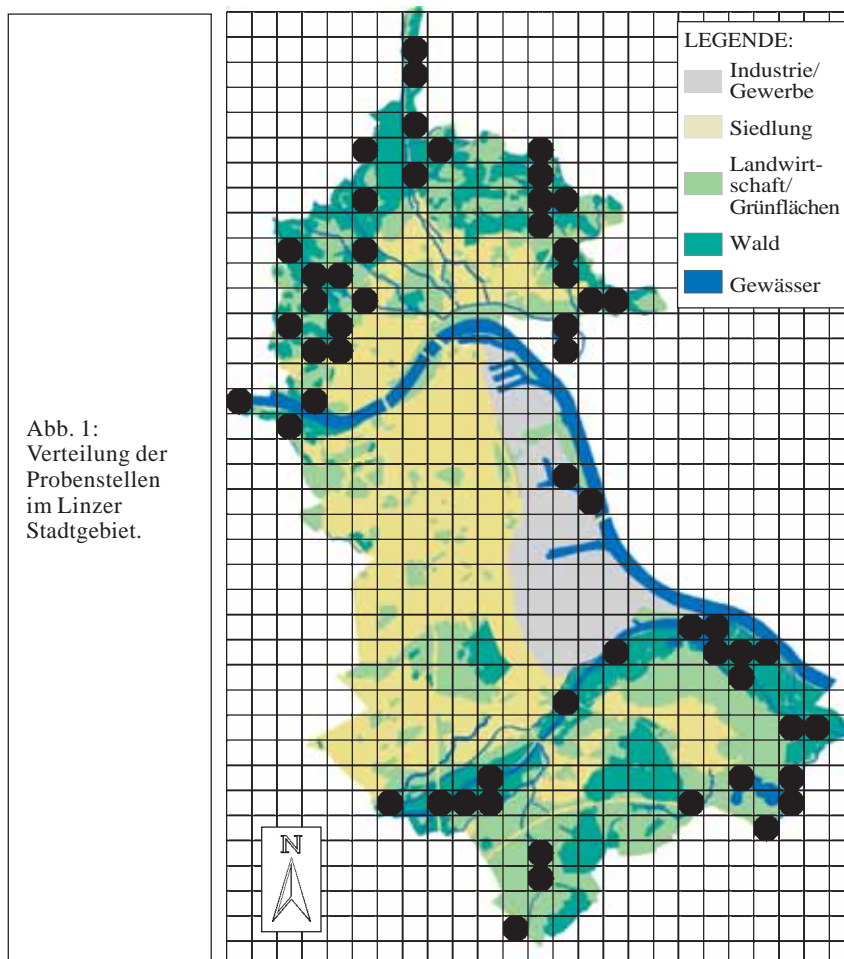 Abb. 1:
Verteilung der
Probenstellen
im Linzer
Stadtgebiet.
LEGENDE:
Industrie/
Gewerbe
Siedlung
Landwirt-
schaft/
Grünflächen
Wald
Gewässer
N